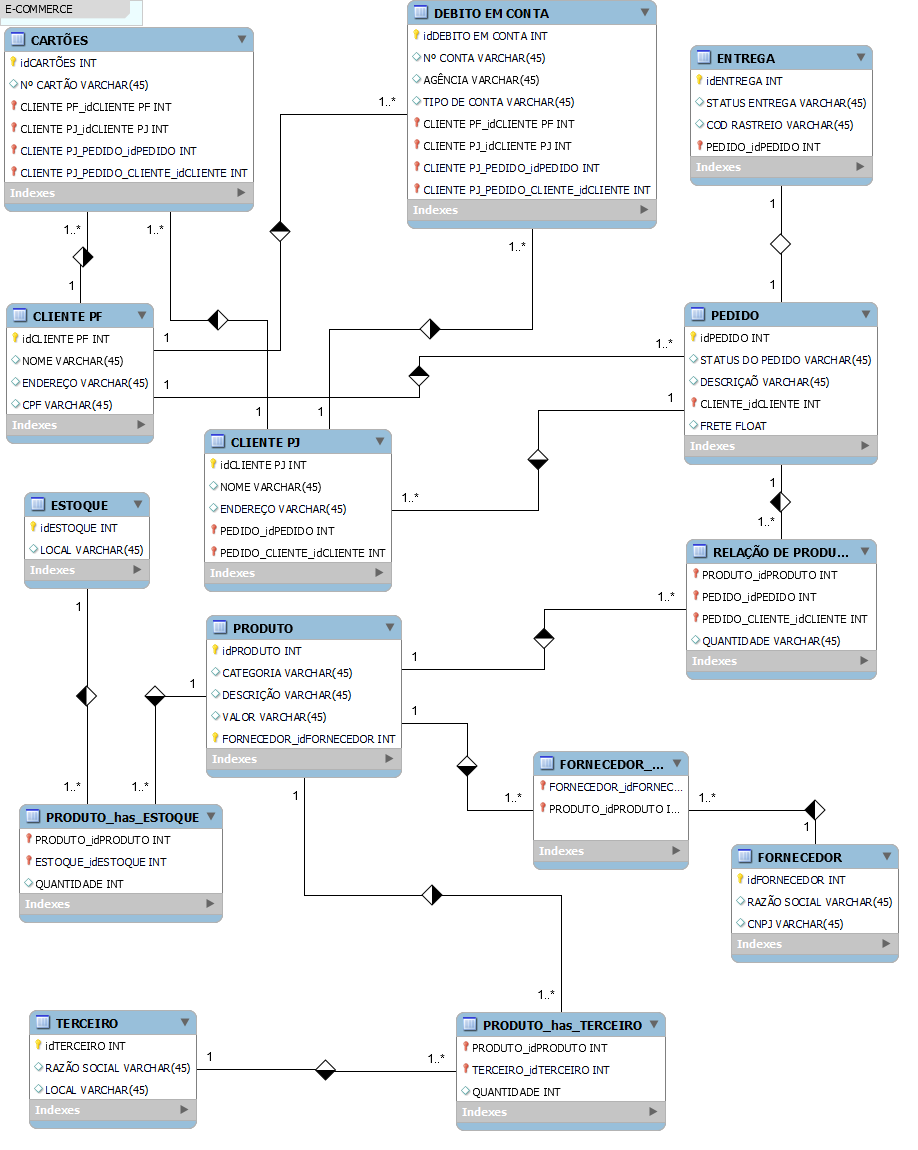 E-COMMERCE
CARTÕES
idCARTÕES INT
Nº CARTÃO VARCHAR(45)
CLIENTE PF_idCLIENTE PF INT
CLIENTE PJ_idCLIENTE PJ INT
CLIENTE PJ_PEDIDO_idPEDIDO INT
CLIENTE PJ_PEDIDO_CLIENTE_idCLIENTE INT
Indexes
DEBITO EM CONTA
idDEBITO EM CONTA INT
Nº CONTA VARCHAR(45)
AGÊNCIA VARCHAR(45)
TIPO DE CONTA VARCHAR(45)
CLIENTE PF_idCLIENTE PF INT
CLIENTE PJ_idCLIENTE PJ INT
CLIENTE PJ_PEDIDO_idPEDIDO INT
CLIENTE PJ_PEDIDO_CLIENTE_idCLIENTE INT
Indexes
ENTREGA
idENTREGA INT
STATUS ENTREGA VARCHAR(45)
COD RASTREIO VARCHAR(45)
PEDIDO_idPEDIDO INT
Indexes
1..*
1..*
1..*
1..*
1
1
1
CLIENTE PF
idCLIENTE PF INT
NOME VARCHAR(45)
ENDEREÇO VARCHAR(45)
CPF VARCHAR(45)
Indexes
1
1
1
1
1..*
1
PEDIDO
idPEDIDO INT
STATUS DO PEDIDO VARCHAR(45)
DESCRIÇAÕ VARCHAR(45)
CLIENTE_idCLIENTE INT
FRETE FLOAT
Indexes
CLIENTE PJ
idCLIENTE PJ INT
NOME VARCHAR(45)
ENDEREÇO VARCHAR(45)
PEDIDO_idPEDIDO INT
PEDIDO_CLIENTE_idCLIENTE INT
Indexes
1..*
1
1..*
ESTOQUE
idESTOQUE INT
LOCAL VARCHAR(45)
Indexes
1
RELAÇÃO DE PRODU...
PRODUTO_idPRODUTO INT
PEDIDO_idPEDIDO INT
PEDIDO_CLIENTE_idCLIENTE INT
QUANTIDADE VARCHAR(45)
Indexes
1..*
PRODUTO
idPRODUTO INT
CATEGORIA VARCHAR(45)
DESCRIÇÃO VARCHAR(45)
VALOR VARCHAR(45)
FORNECEDOR_idFORNECEDOR INT
Indexes
1
1
1
1
1..*
1..*
1..*
1..*
1
FORNECEDOR_...
FORNECEDOR_idFORNEC...
PRODUTO_idPRODUTO I...
Indexes
PRODUTO_has_ESTOQUE
PRODUTO_idPRODUTO INT
ESTOQUE_idESTOQUE INT
QUANTIDADE INT
Indexes
FORNECEDOR
idFORNECEDOR INT
RAZÃO SOCIAL VARCHAR(45)
CNPJ VARCHAR(45)
Indexes
1..*
TERCEIRO
idTERCEIRO INT
RAZÃO SOCIAL VARCHAR(45)
LOCAL VARCHAR(45)
Indexes
1
1..*
PRODUTO_has_TERCEIRO
PRODUTO_idPRODUTO INT
TERCEIRO_idTERCEIRO INT
QUANTIDADE INT
Indexes